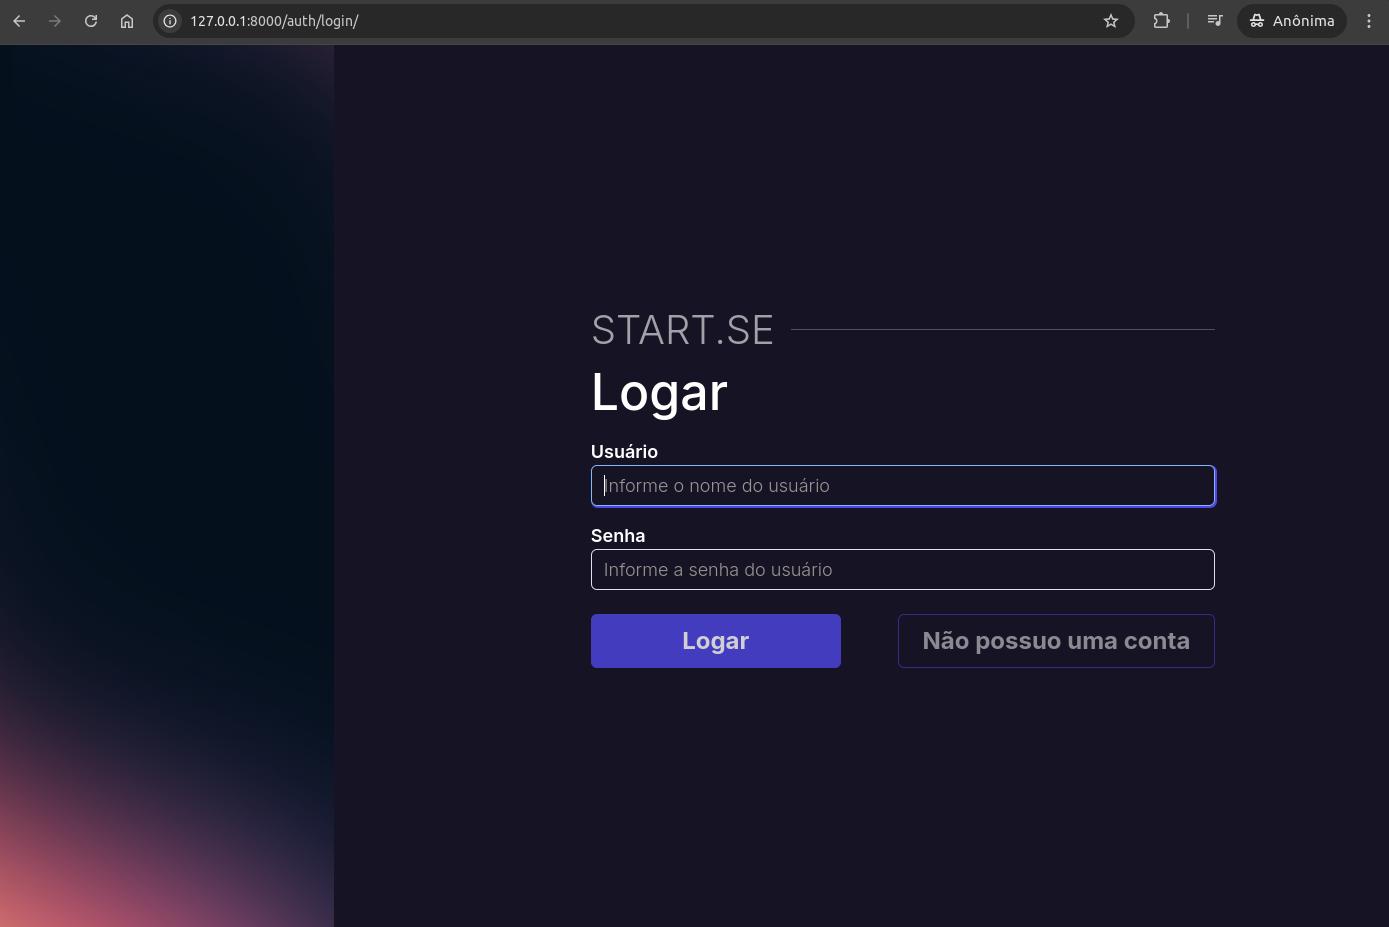 127.0.0.1:8000/auth/login/
Anônima
START.SE
Logar
Usuário
Informe o nome do usuário
Senha
Informe a senha do usuário
Logar
Não possuo uma conta